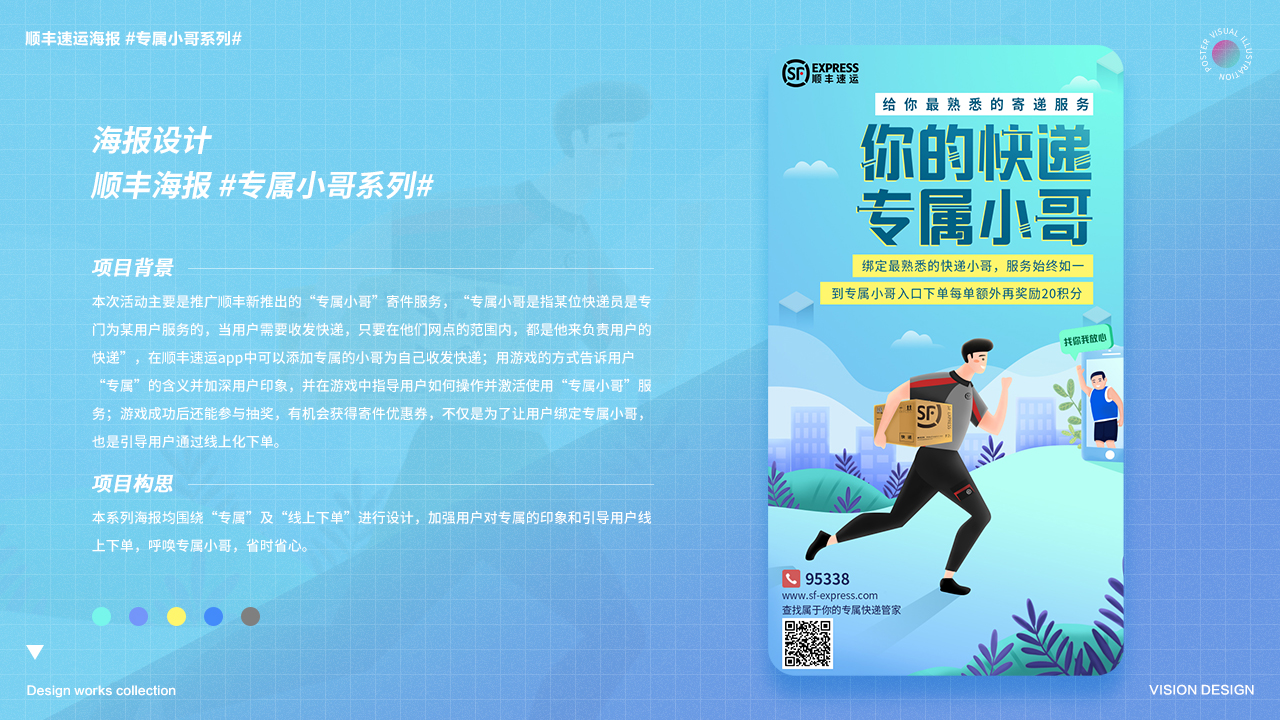 顺丰速运海报 #专属小哥系列#
POSTER VISUAL ILLUSTRATION
海报设计
顺丰海报 #专属小哥系列#
项目背景
本次活动主要是推广顺丰新推出的“专属小哥”寄件服务，“专属小哥是指某位快递员是专
门为某用户服务的，当用户需要收发快递，只要在他们网点的范围内，都是他来负责用户的
快递”，在顺丰速运app中可以添加专属的小哥为自己收发快递；用游戏的方式告诉用户
“专属”的含义并加深用户印象，并在游戏中指导用户如何操作并激活使用“专属小哥”服
务；游戏成功后还能参与抽奖，有机会获得寄件优惠券，不仅是为了让用户绑定专属小哥，
也是引导用户通过线上化下单。
项目构思
本系列海报均围绕“专属”及“线上下单”进行设计，加强用户对专属的印象和引导用户线
上下单，呼唤专属小哥，省时省心。
Design works collection
SF EXPRESS
顺丰速运
给你最熟悉的寄递服务
你的快递
专属小哥
绑定最熟悉的快递小哥，服务始终如一
到专属小哥入口下单每单额外再奖励20积分
找你我放心
SF
95338
www.sf-express.com
查找属于你的专属快递管家
VISION DESIGN